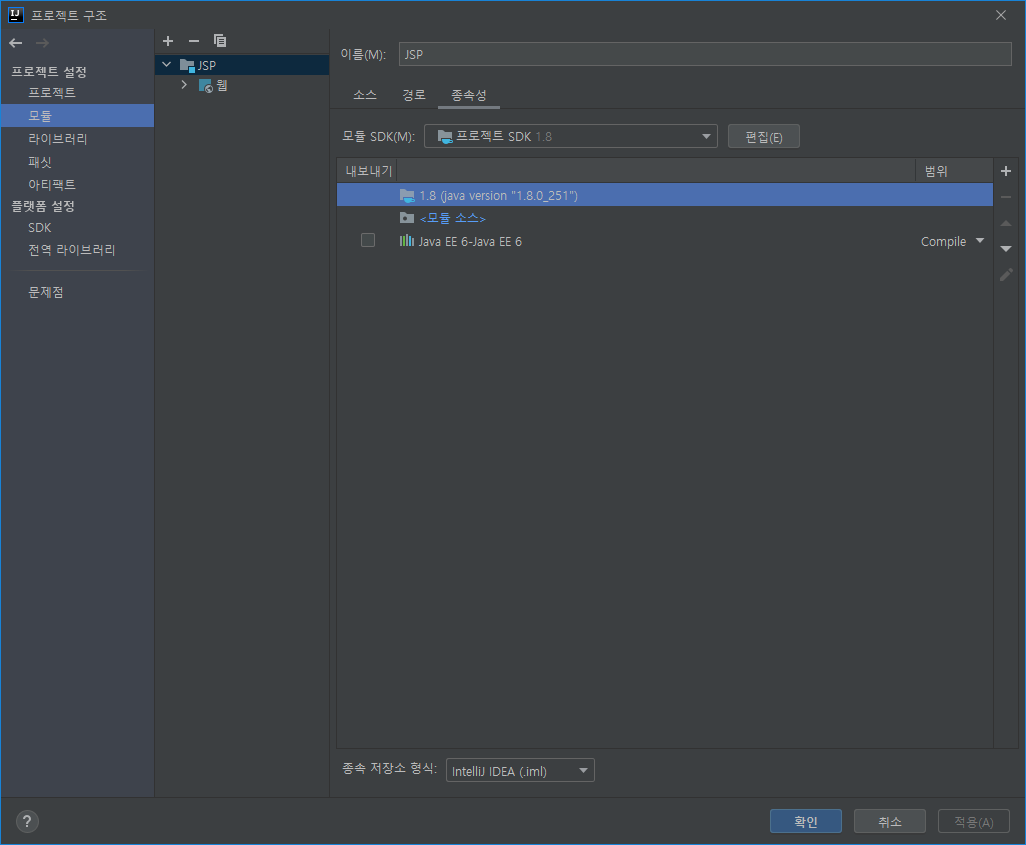 프로젝트 구조
프로젝트 설정
프로젝트
모듈
라이브러리
패싯
아티팩트
플랫폼 설정
SDK
전역 라이브러리
문제점
JSP
웹
이름(M): JSP
소스 경로 종속성
모듈 SDK(M): 프로젝트 SDK 1.8 편집(E)
내보내기 범위
1.8 (java version "1.8.0_251")
<모듈 소스>
Java EE 6-Java EE 6 Compile
종속 저장소 형식: IntelliJ IDEA (.iml)
? 확인 취소 적용(A)